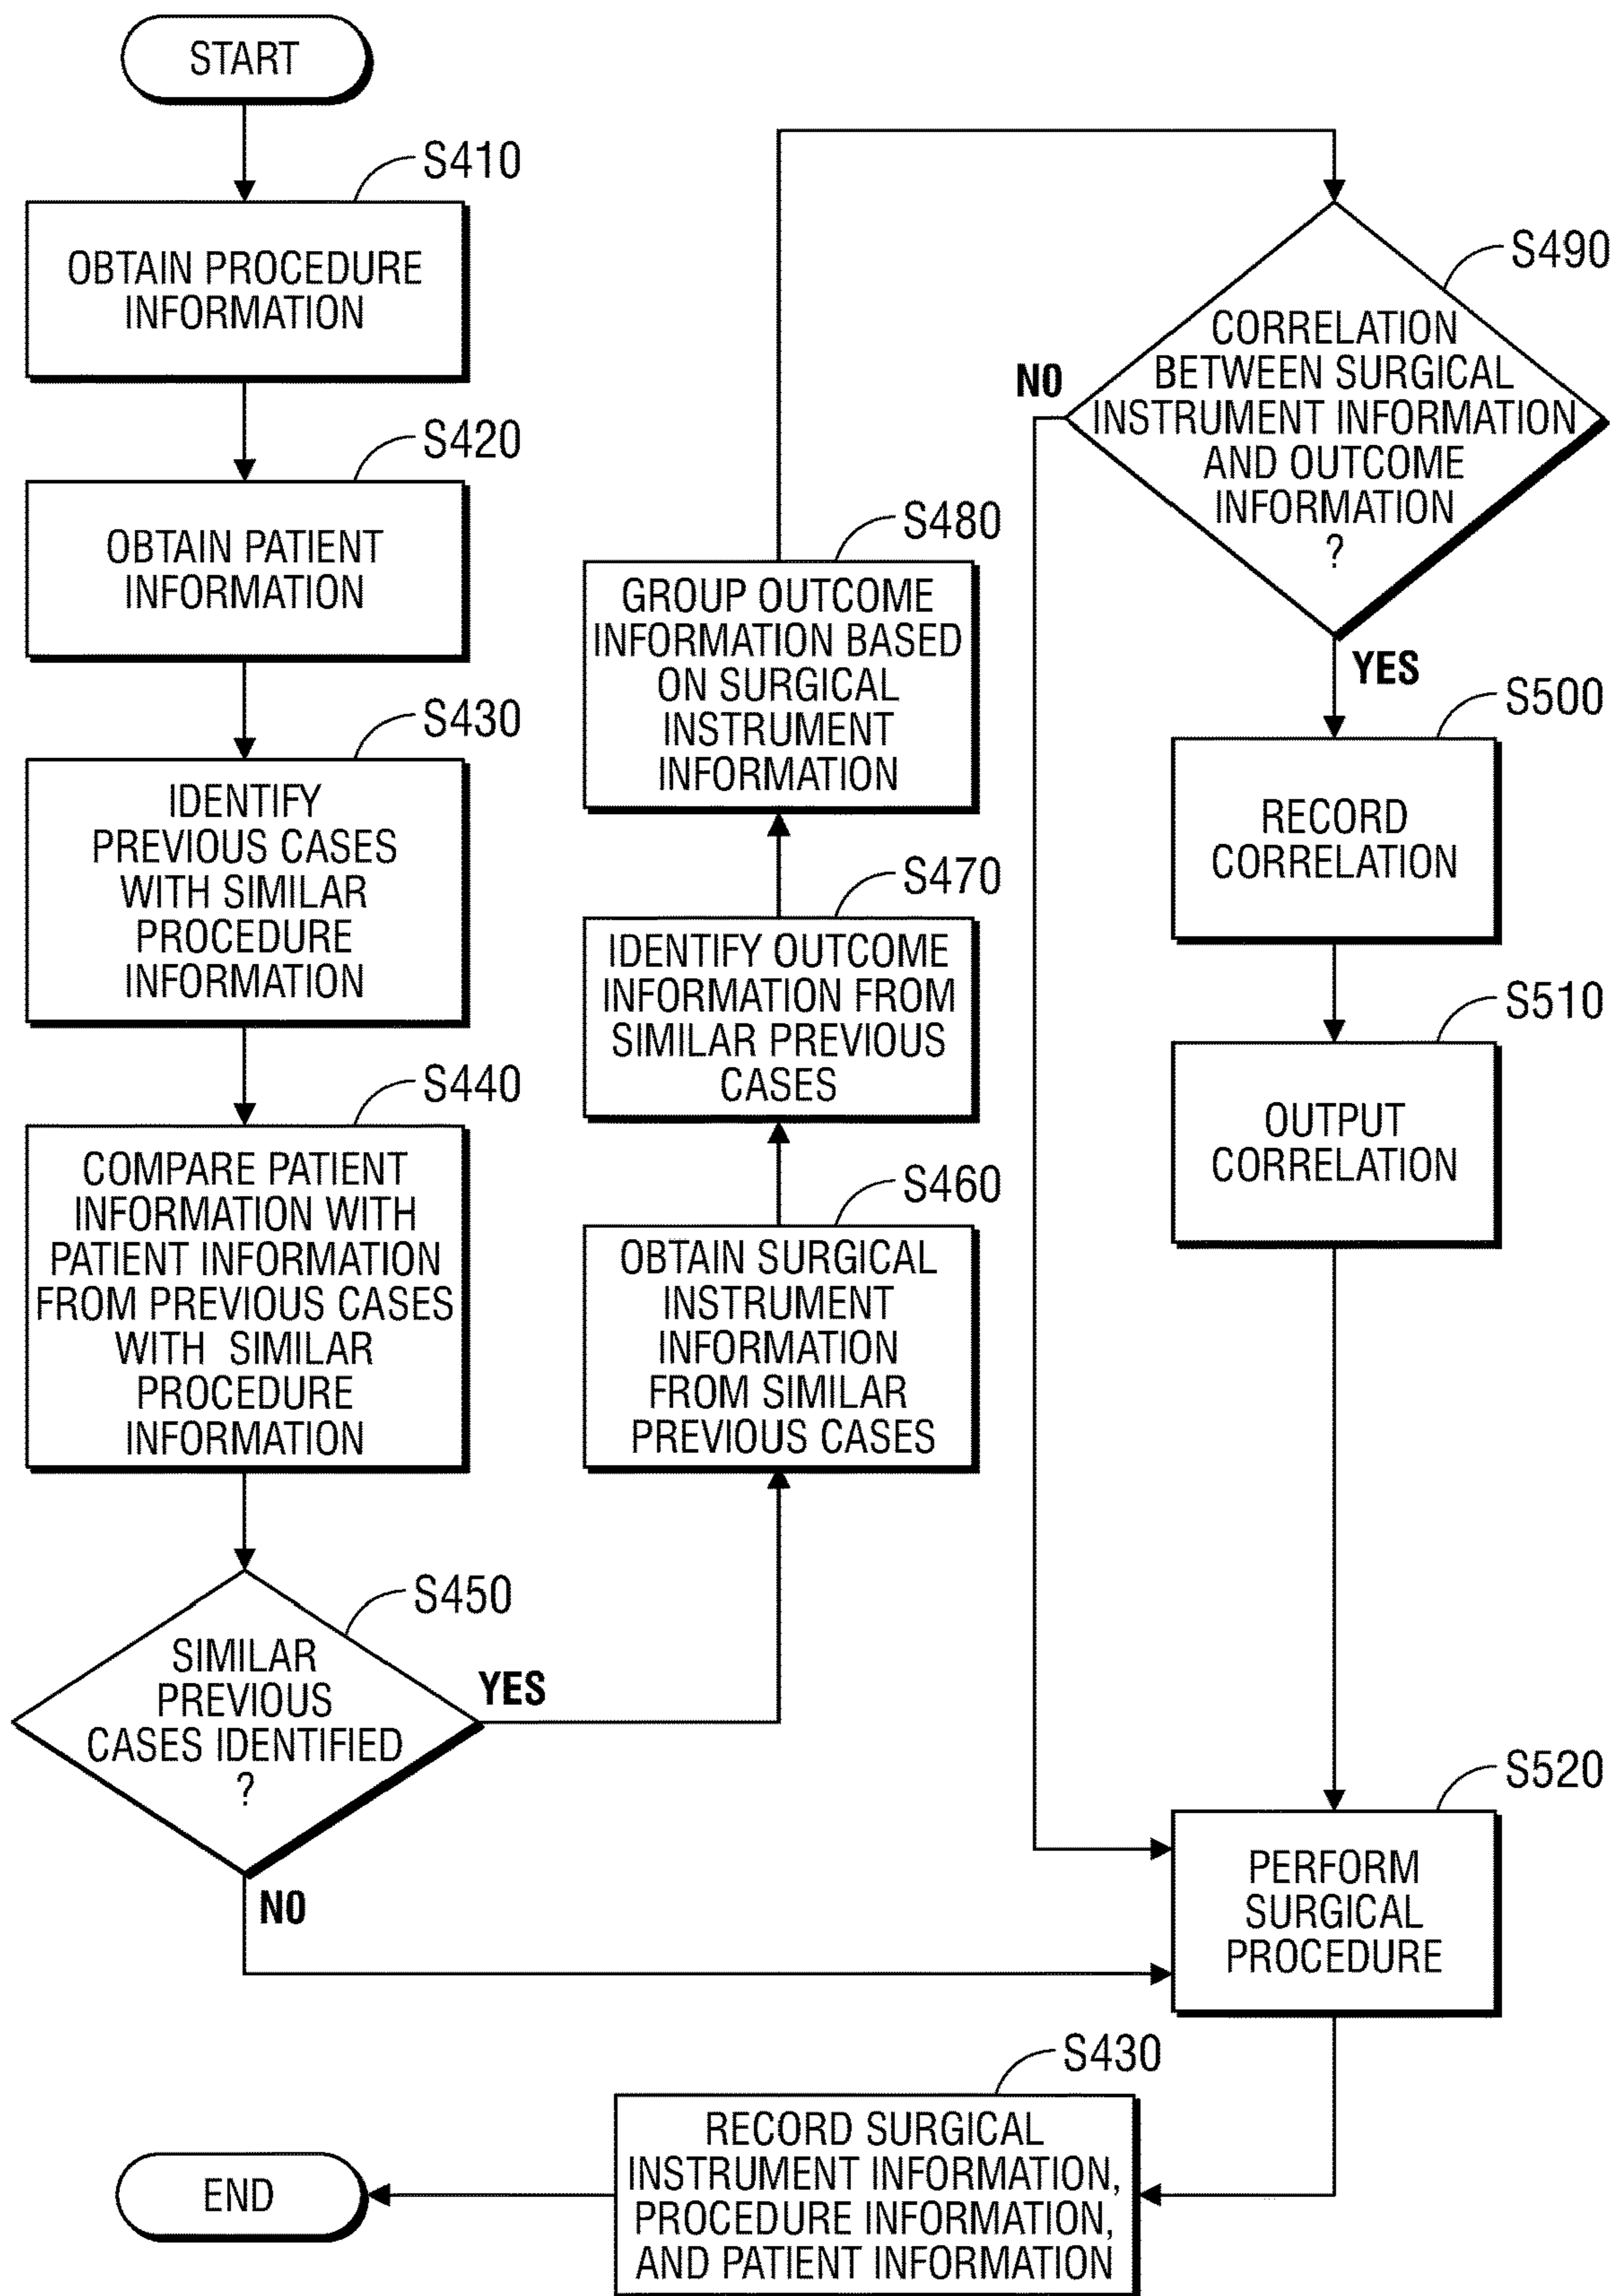 START
S410
OBTAIN PROCEDURE
INFORMATION
S420
OBTAIN PATIENT
INFORMATION
S430
IDENTIFY
PREVIOUS CASES
WITH SIMILAR
PROCEDURE
INFORMATION
S440
COMPARE PATIENT
INFORMATION WITH
PATIENT INFORMATION
FROM PREVIOUS CASES
WITH SIMILAR
PROCEDURE
INFORMATION
S450
SIMILAR
PREVIOUS
CASES IDENTIFIED
?
YES
NO
S460
OBTAIN SURGICAL
INSTRUMENT
INFORMATION
FROM SIMILAR
PREVIOUS CASES
S470
IDENTIFY OUTCOME
INFORMATION FROM
SIMILAR PREVIOUS
CASES
S480
GROUP OUTCOME
INFORMATION BASED
ON SURGICAL
INSTRUMENT
INFORMATION
S490
CORRELATION
BETWEEN SURGICAL
INSTRUMENT INFORMATION
AND OUTCOME
INFORMATION
?
NO
YES
S500
RECORD
CORRELATION
S510
OUTPUT
CORRELATION
S520
PERFORM
SURGICAL
PROCEDURE
S430
RECORD SURGICAL
INSTRUMENT INFORMATION,
PROCEDURE INFORMATION,
AND PATIENT INFORMATION
END